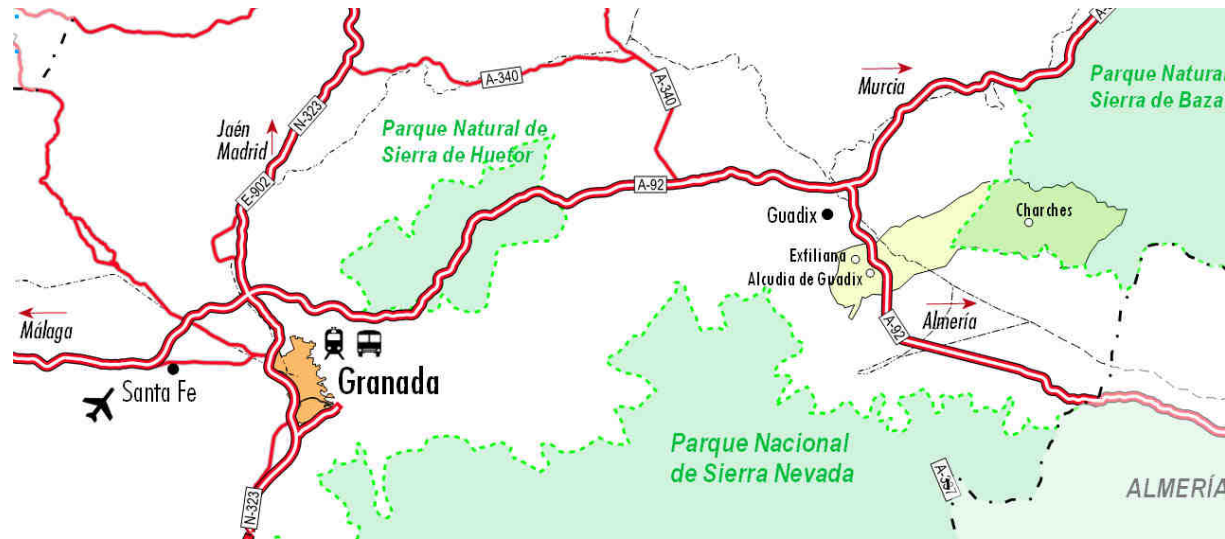 A-340
A-340
N-323
Jaén
Madrid
E-902
Parque Natural de
Sierra de Huetor
Murcia
Parque Natural
Sierra de Baza
A-92
Guadix
Charches
Exfiliana
Alcudia de Guadix
Málaga
Almería
A-92
Santa Fe
Granada
Parque Nacional
de Sierra Nevada
N-323
A-337
ALMERÍA